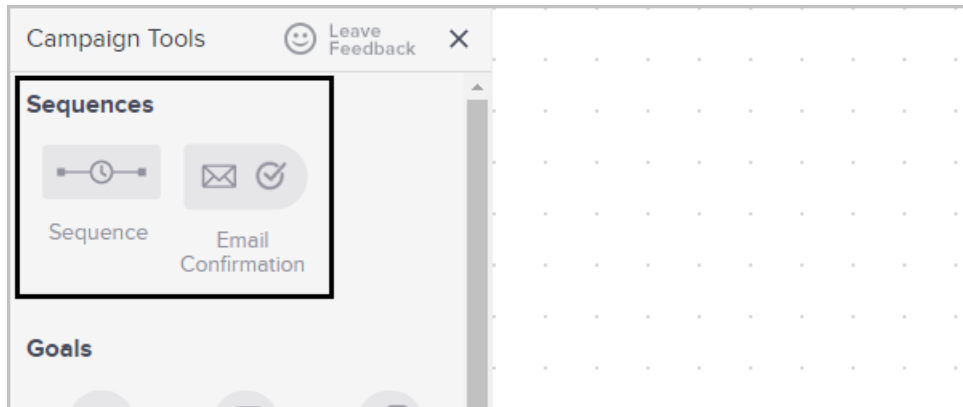 Campaign Tools
Leave
Feedback
Sequences
Sequence
Email
Confirmation
Goals